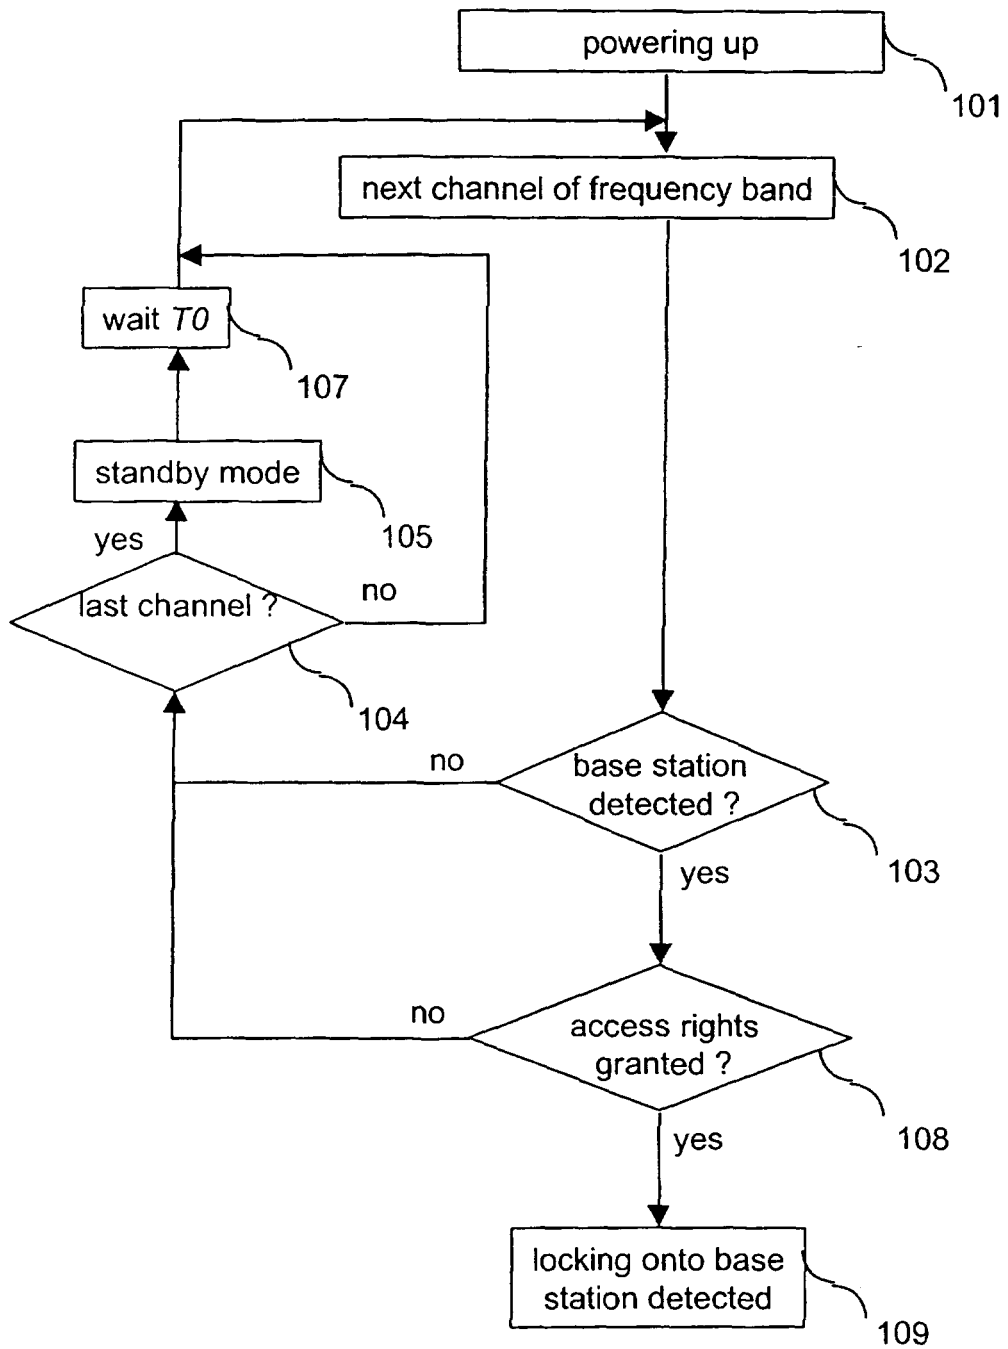 powering up
101
next channel of frequency band
102
wait T0
107
standby mode
105
yes
last channel ?
no
104
no
base station
detected ?
103
yes
no
access rights
granted ?
108
yes
locking onto base
station detected
109